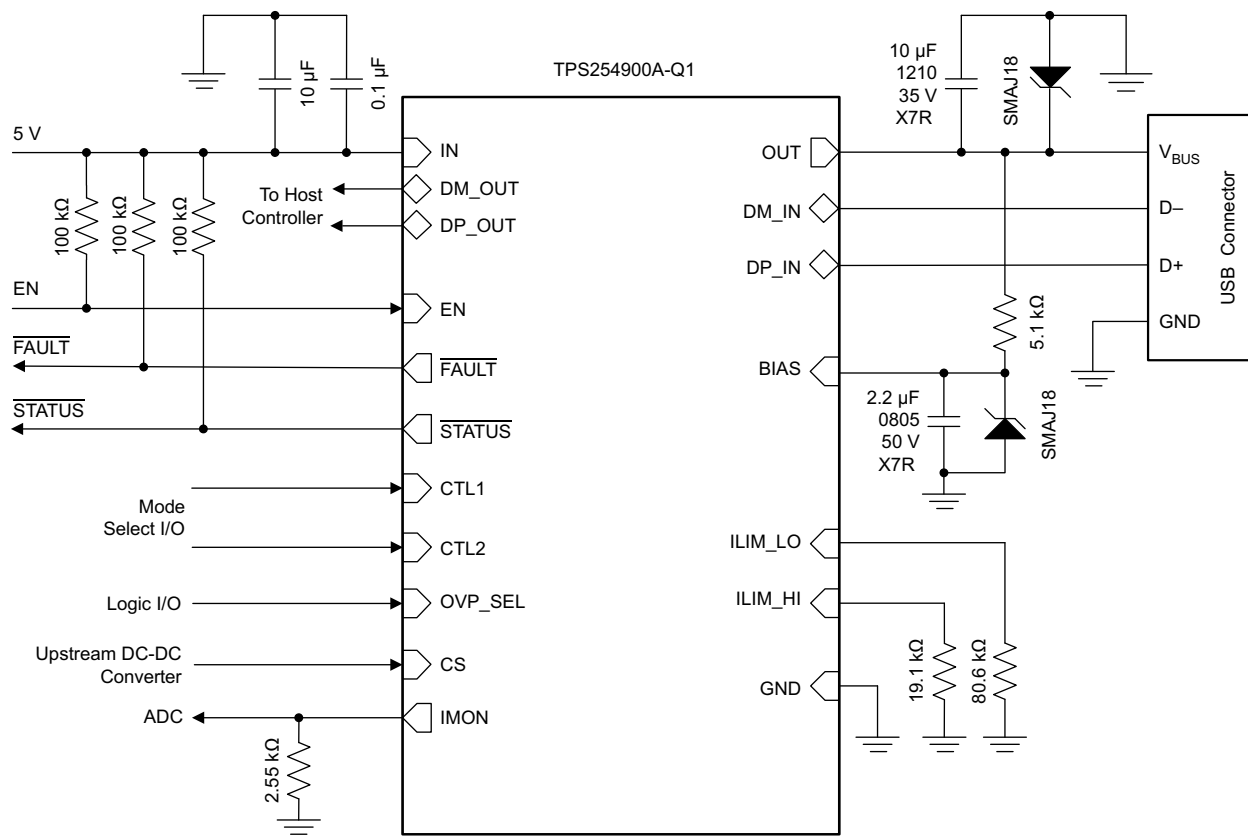 TPS254900A-Q1
10 µF
0.1 µF
10 µF
1210
35 V
X7R
SMAJ18
5 V
IN
OUT
VBUS
To Host
Controller
DM_OUT
DM_IN
D–
DP_OUT
DP_IN
D+
USB Connector
100 kΩ
100 kΩ
100 kΩ
EN
EN
GND
5.1 kΩ
FAULT
FAULT
BIAS
STATUS
STATUS
2.2 µF
0805
50 V
X7R
SMAJ18
Mode
Select I/O
CTL1
CTL2
ILIM_LO
Logic I/O
OVP_SEL
ILIM_HI
Upstream DC-DC
Converter
CS
GND
19.1 kΩ
80.6 kΩ
ADC
IMON
2.55 kΩ